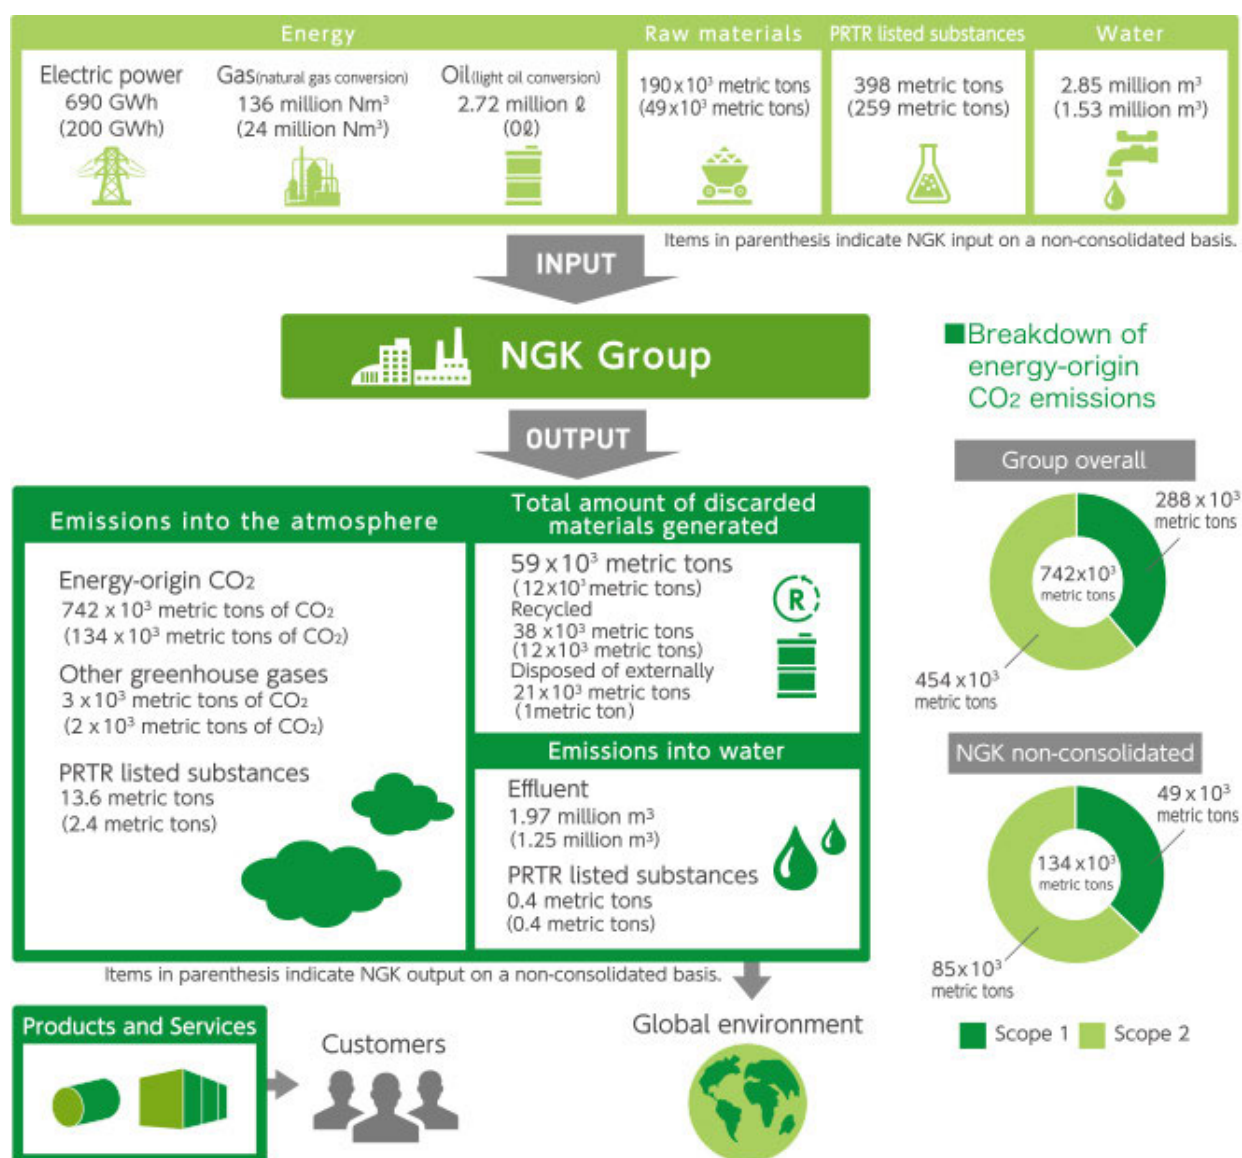 Energy
Electric power
690 GWh
(200 GWh)
Gas(natural gas conversion)
136 million Nm³
(24 million Nm³)
Oil(light oil conversion)
2.72 million ℓ
(0ℓ)
Raw materials
190x10³ metric tons
(49x10³ metric tons)
PRTR listed substances
398 metric tons
(259 metric tons)
Water
2.85 million m³
(1.53 million m³)
Items in parenthesis indicate NGK input on a non-consolidated basis.
INPUT
NGK Group
OUTPUT
Emissions into the atmosphere
Energy-origin CO₂
742 x 10³ metric tons of CO₂
(134 x 10³ metric tons of CO₂)
Other greenhouse gases
3 x 10³ metric tons of CO₂
(2 x 10³ metric tons of CO₂)
PRTR listed substances
13.6 metric tons
(2.4 metric tons)
Total amount of discarded
materials generated
59 x 10³ metric tons
(12x10³ metric tons)
Recycled
38 x10³ metric tons
(12x10³ metric tons)
Disposed of externally
21x10³ metric tons
(1metric ton)
R
Emissions into water
Effluent
1.97 million m³
(1.25 million m³)
PRTR listed substances
0.4 metric tons
(0.4 metric tons)
Items in parenthesis indicate NGK output on a non-consolidated basis.
Products and Services
Customers
Global environment
■Breakdown of
energy-origin
CO₂ emissions
Group overall
288 x 10³
metric tons
742x10³
metric tons
454 x10³
metric tons
NGK non-consolidated
49 x 10³
metric tons
134 x10³
metric tons
85x10³
metric tons
Scope 1
Scope 2